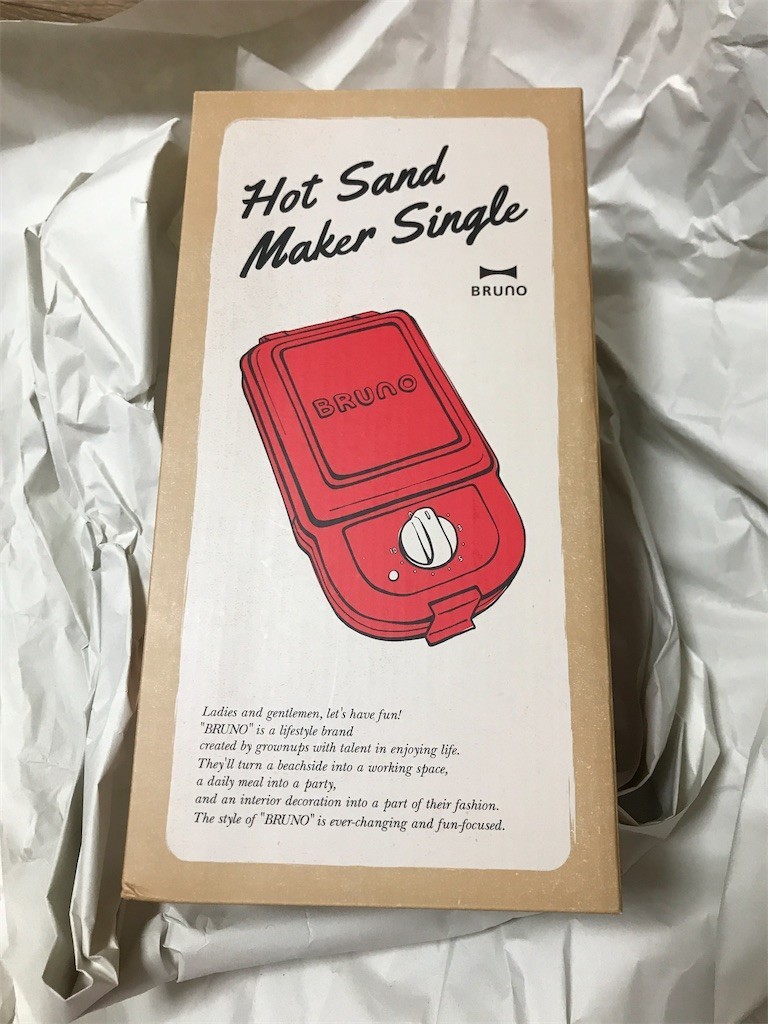 Hot Sand
Maker Single
BRUNO
BRUNO
10
5
Ladies and gentlemen, let's have fun!
"BRUNO" is a lifestyle brand
created by grownups with talent in enjoying life.
They'll turn a beachside into a working space,
a daily meal into a party,
and an interior decoration into a part of their fashion.
The style of "BRUNO" is ever-changing and fun-focused.